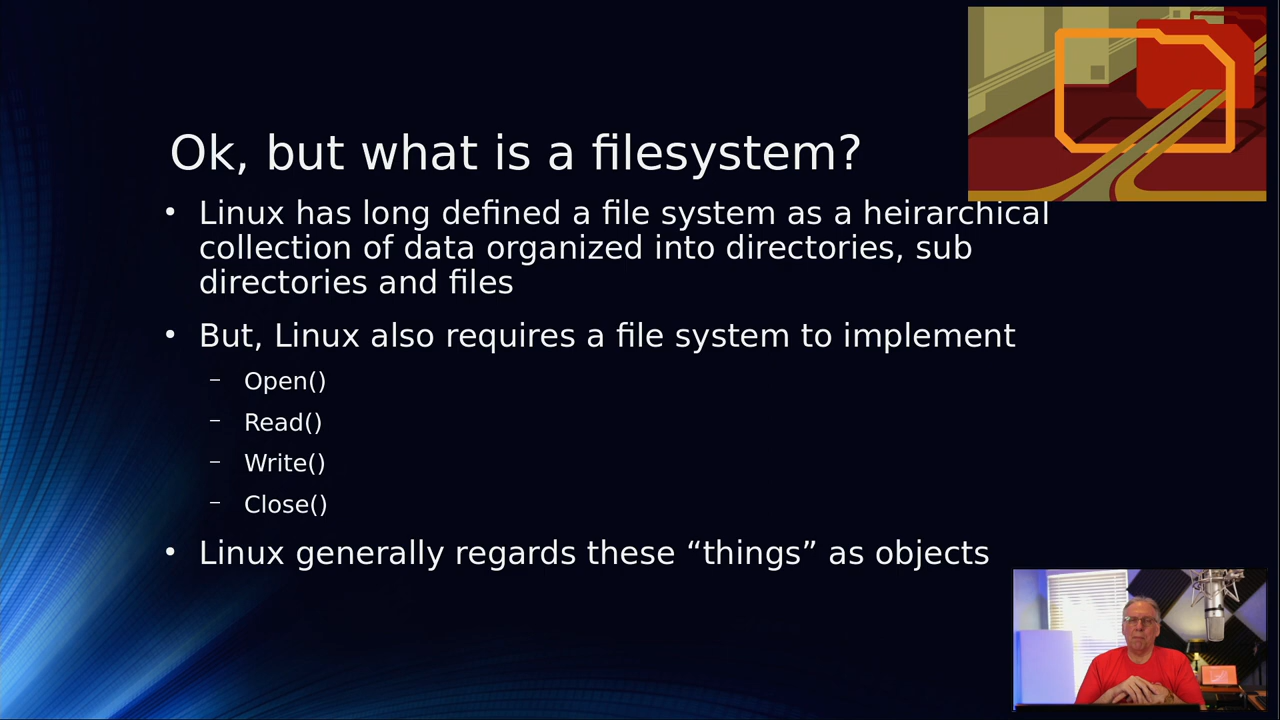 Ok, but what is a filesystem?
• Linux has long defined a file system as a heirarchical
collection of data organized into directories, sub
directories and files
• But, Linux also requires a file system to implement
– Open()
– Read()
– Write()
– Close()
• Linux generally regards these “things” as objects